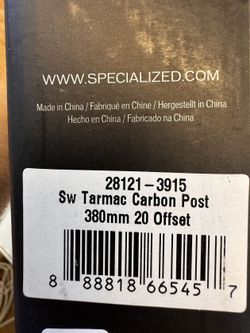 WWW.SPECIALIZED.COM
Made in China / Fabriqué en Chine / Hergestellt in China
Hecho en China / Fabricado na China
28121-3915
Sw Tarmac Carbon Post
380mm 20 Offset
8 88818 66545 7